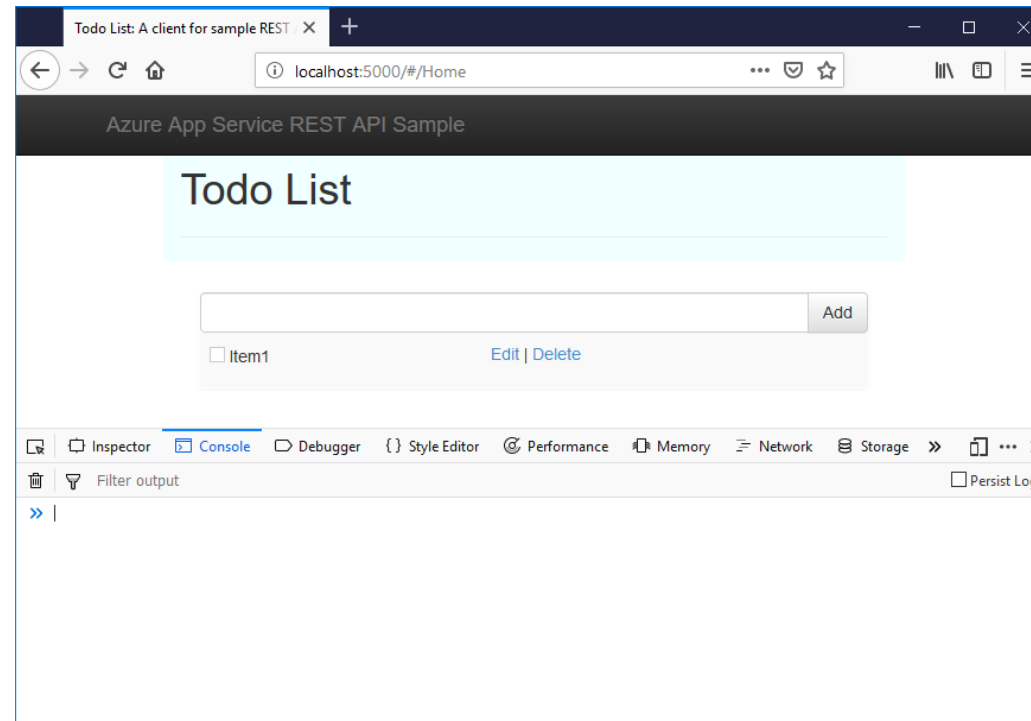 Todo List: A client for sample REST A
localhost:5000/#/Home
Azure App Service REST API Sample
Todo List
Add
Item1 Edit | Delete
Inspector Console Debugger {} Style Editor Performance Memory Network Storage
Filter output Persist Lo